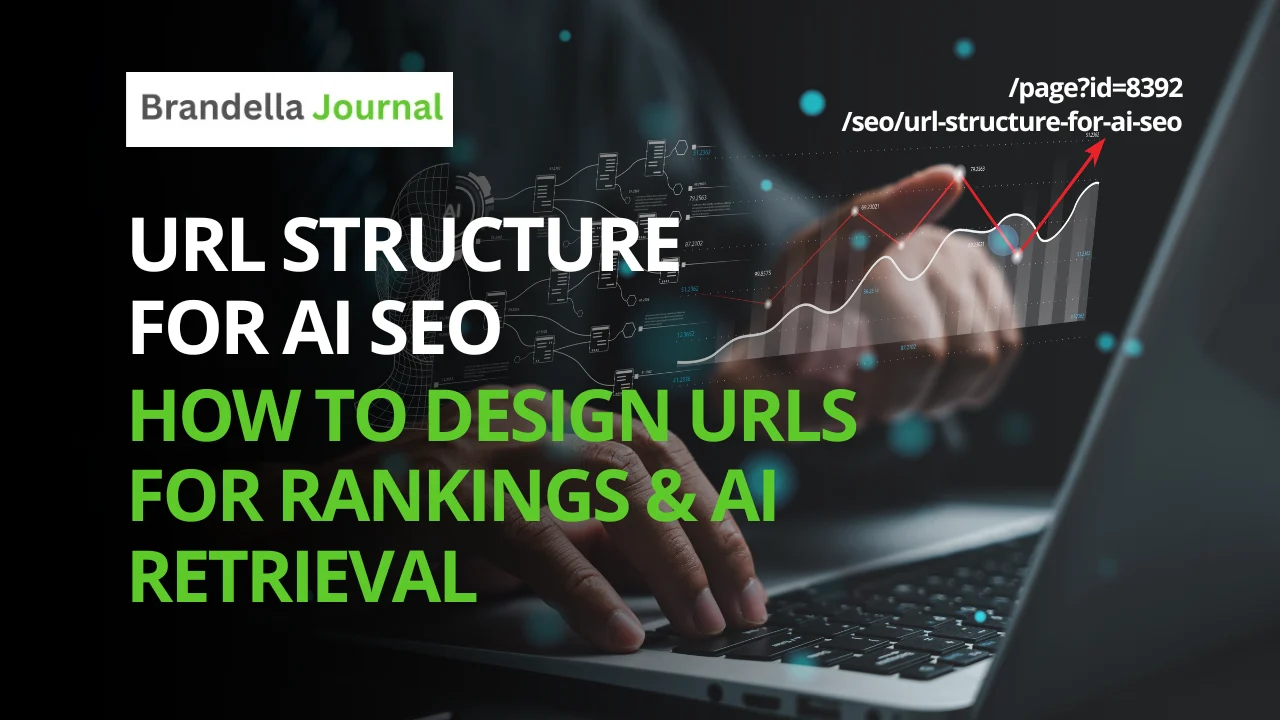 Brandella Journal
/page?id=8392
/seo/url-structure-for-ai-seo
URL STRUCTURE
FOR AI SEO
HOW TO DESIGN URLS
FOR RANKINGS & AI
RETRIEVAL
AI